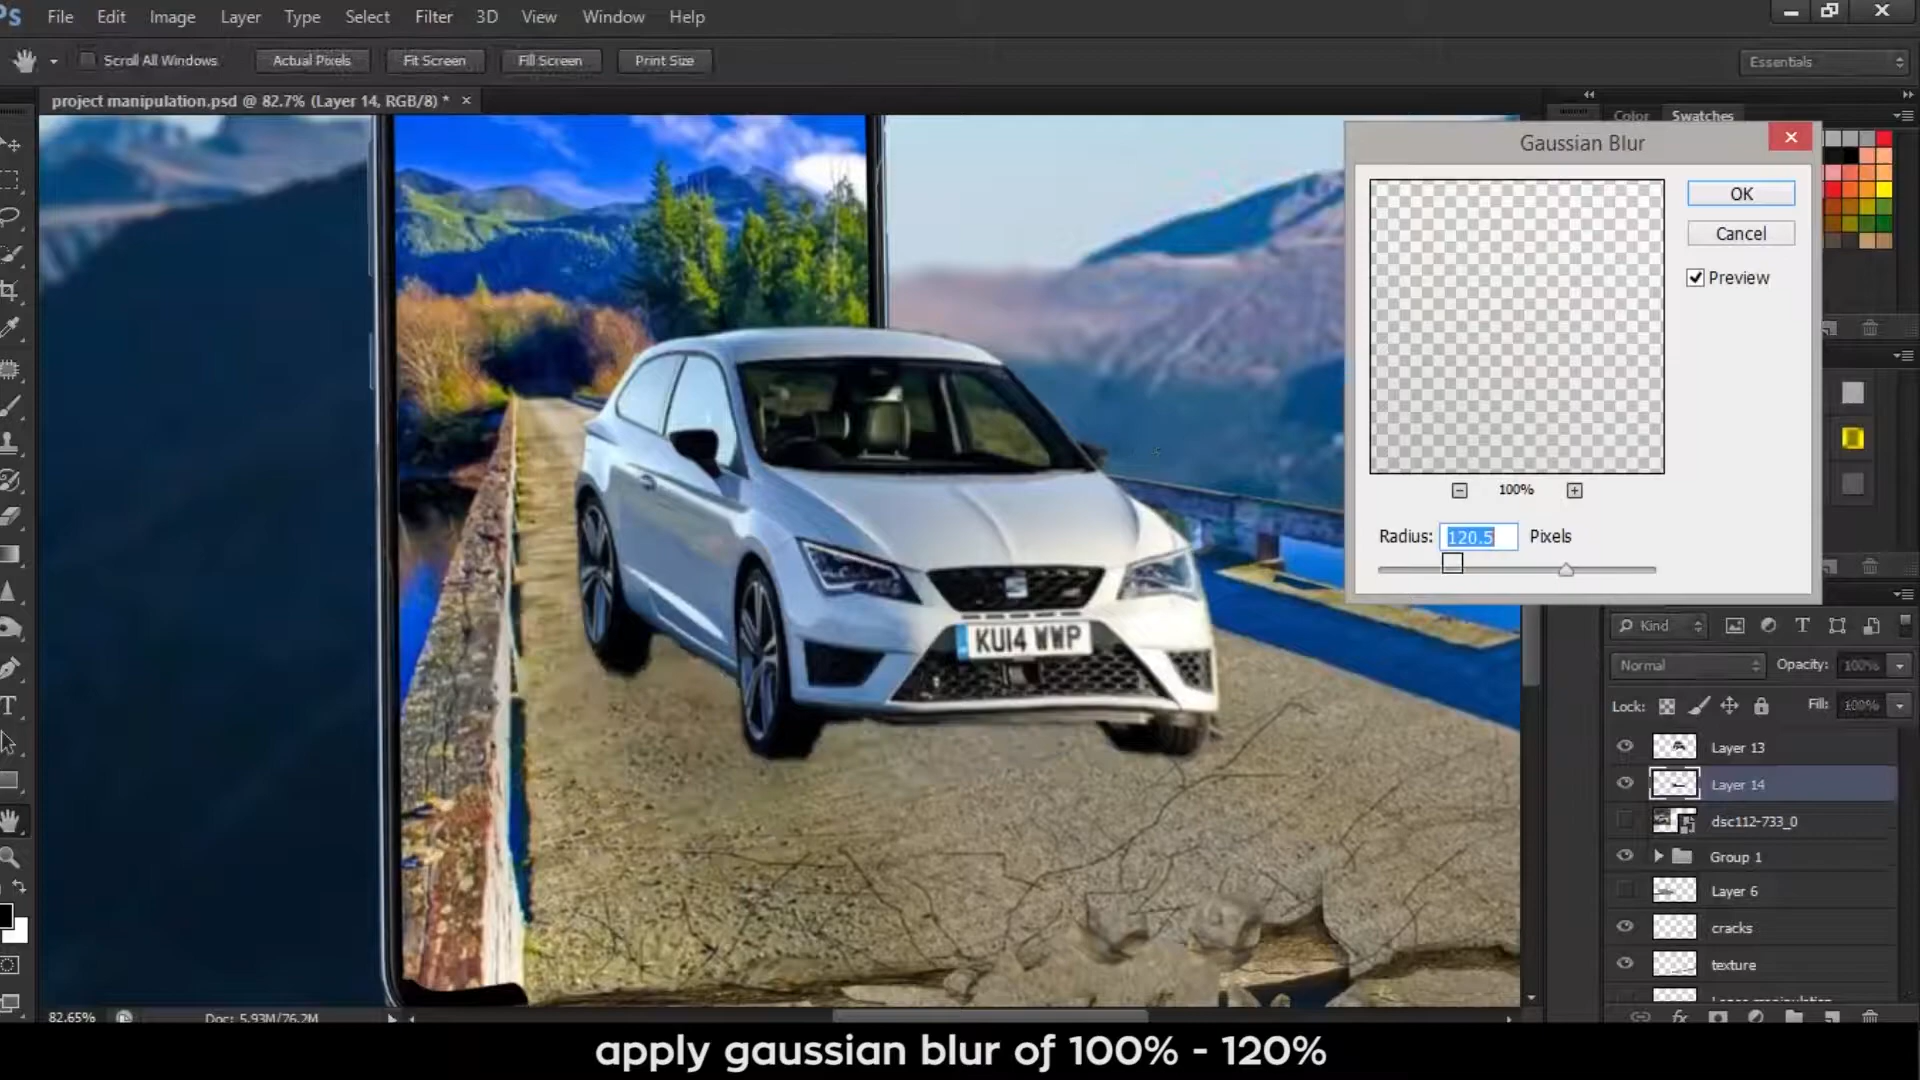 File Edit Image Layer Type Select Filter 3D View Window Help
Scroll All Windows Actual Pixels Fit Screen Fill Screen Print Size Essentials
project manipulation.psd @ 82.7% (Layer 14, RGB/8) * ×
Color Swatches
Gaussian Blur
OK
Cancel
Preview
100%
Radius: 120.5 Pixels
KU14 WWP
Kind
Normal Opacity: 100%
Lock: Fill: 100%
Layer 13
Layer 14
dsc112-733_0
Group 1
Layer 6
cracks
texture
82.65% Doc: 5.93M/76.2M
apply gaussian blur of 100% - 120%